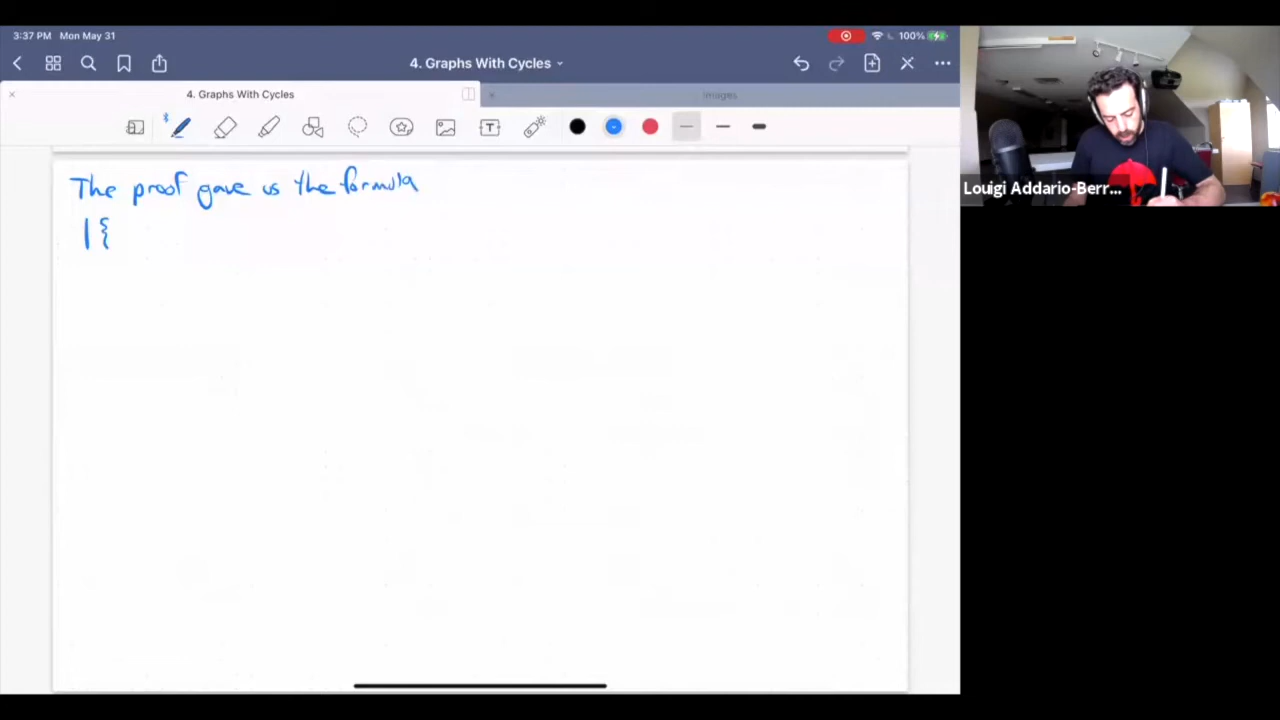 3:37 PM Mon May 31
100%
4. Graphs With Cycles
4. Graphs With Cycles
Images
The proof gave us the formula
|{
Louigi Addario-Berr...